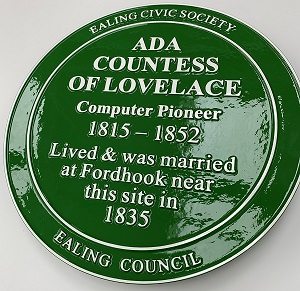 EALING CIVIC SOCIETY
ADA
COUNTESS
OF LOVELACE
Computer Pioneer
1815 – 1852
Lived & was married
at Fordhook near
this site in
1835
EALING COUNCIL